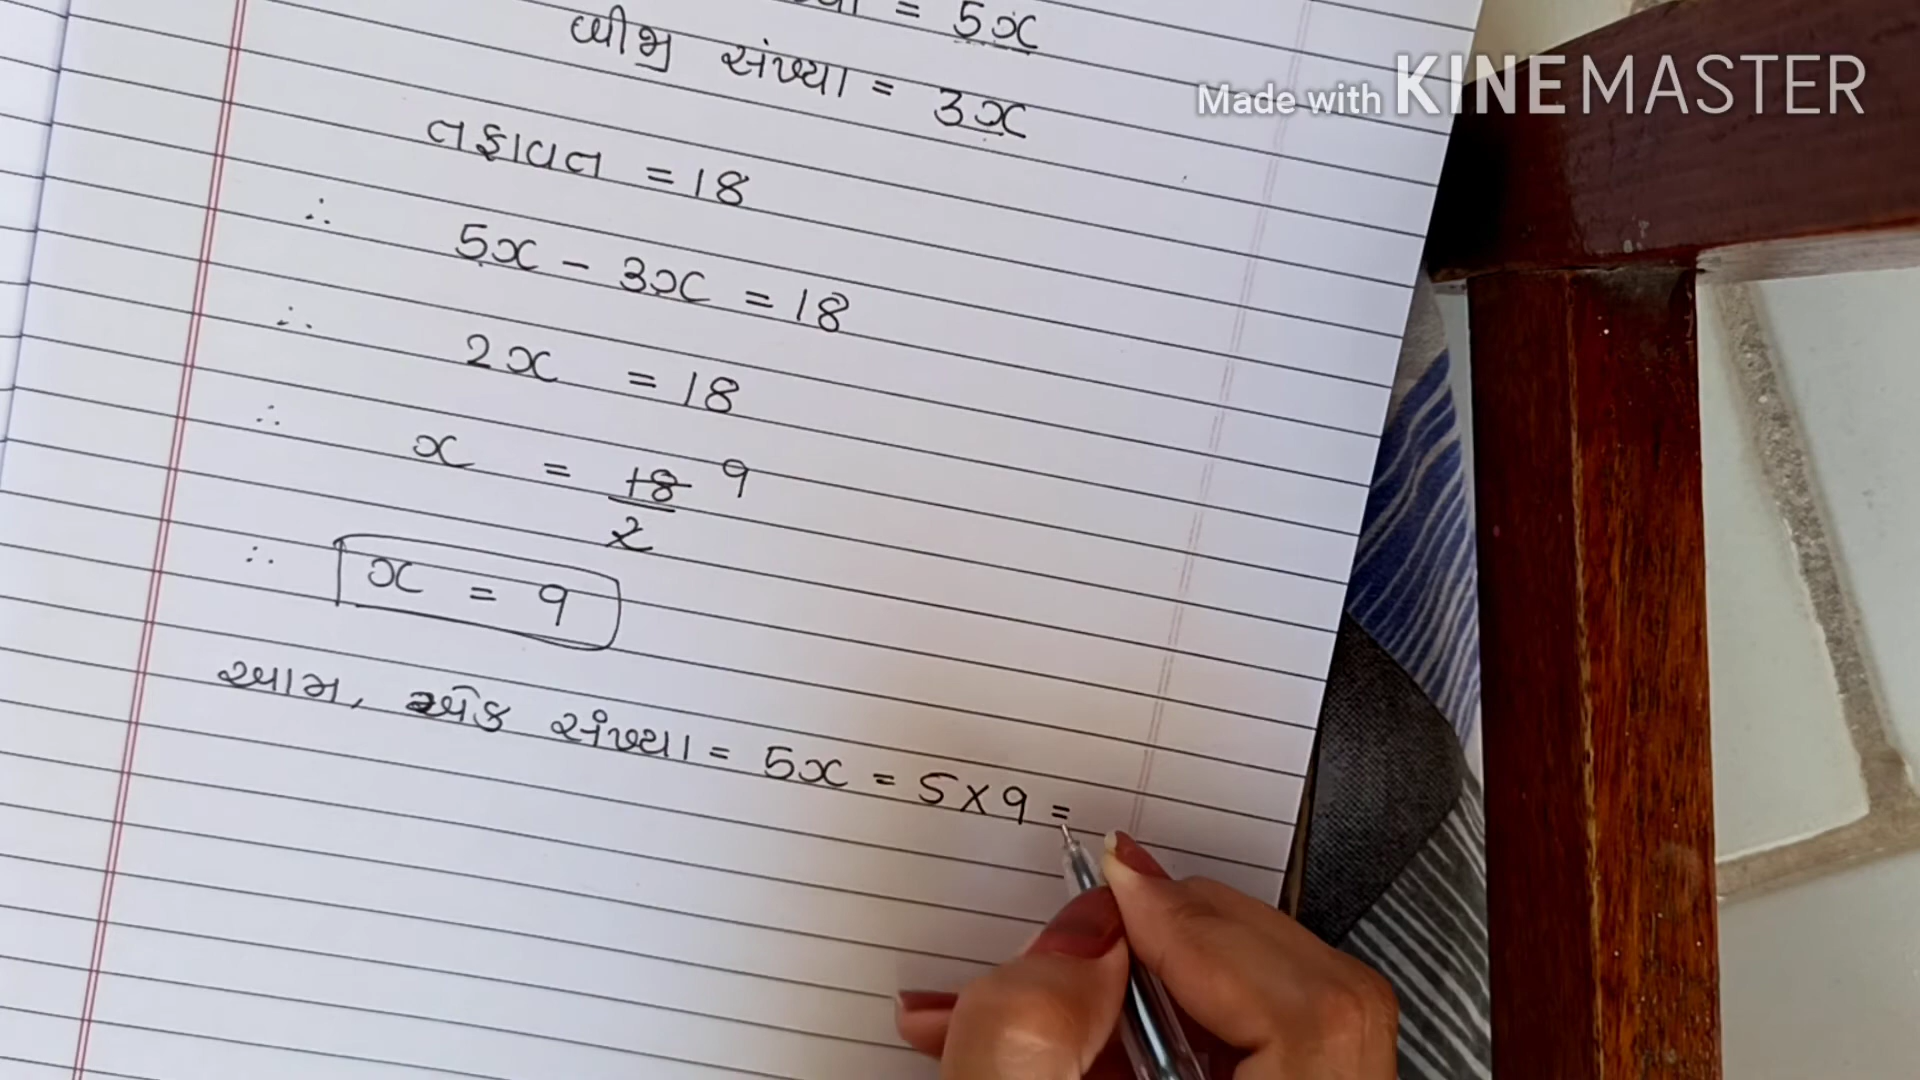 = 5x
બીજી સંખ્યા = 3x
Made with KINEMASTER
તફાવત = 18
∴ 5x - 3x = 18
∴ 2x = 18
∴ x = 18/2 9
∴ x = 9
આમ, એક સંખ્યા = 5x = 5 × 9 =